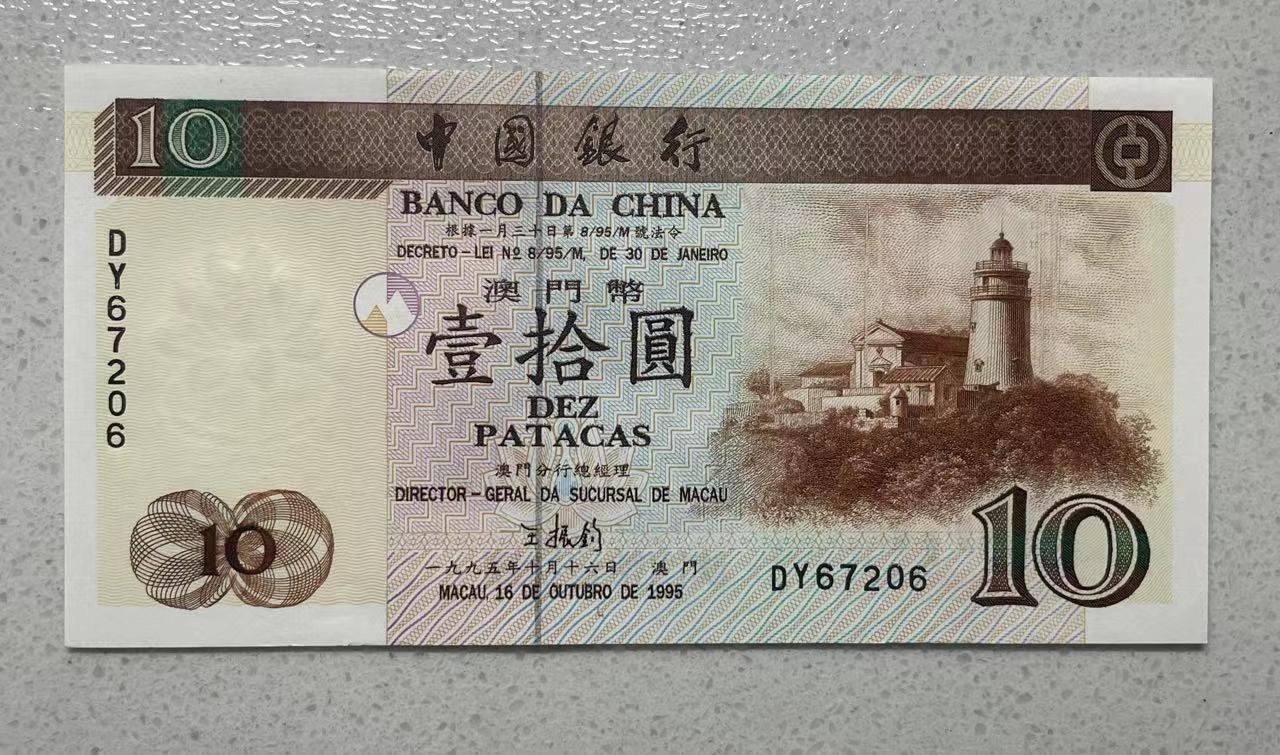 10
中國銀行
BANCO DA CHINA
根據一月三十日第 8/95/M 號法令
DECRETO-LEI Nº 8/95/M, DE 30 DE JANEIRO
澳門幣
壹拾圓
DEZ
PATACAS
澳門分行總經理
DIRECTOR-GERAL DA SUCURSAL DE MACAU
王振鈞
一九九五年十月十六日 澳門
MACAU, 16 DE OUTUBRO DE 1995
DY67206
10
DY67206
10